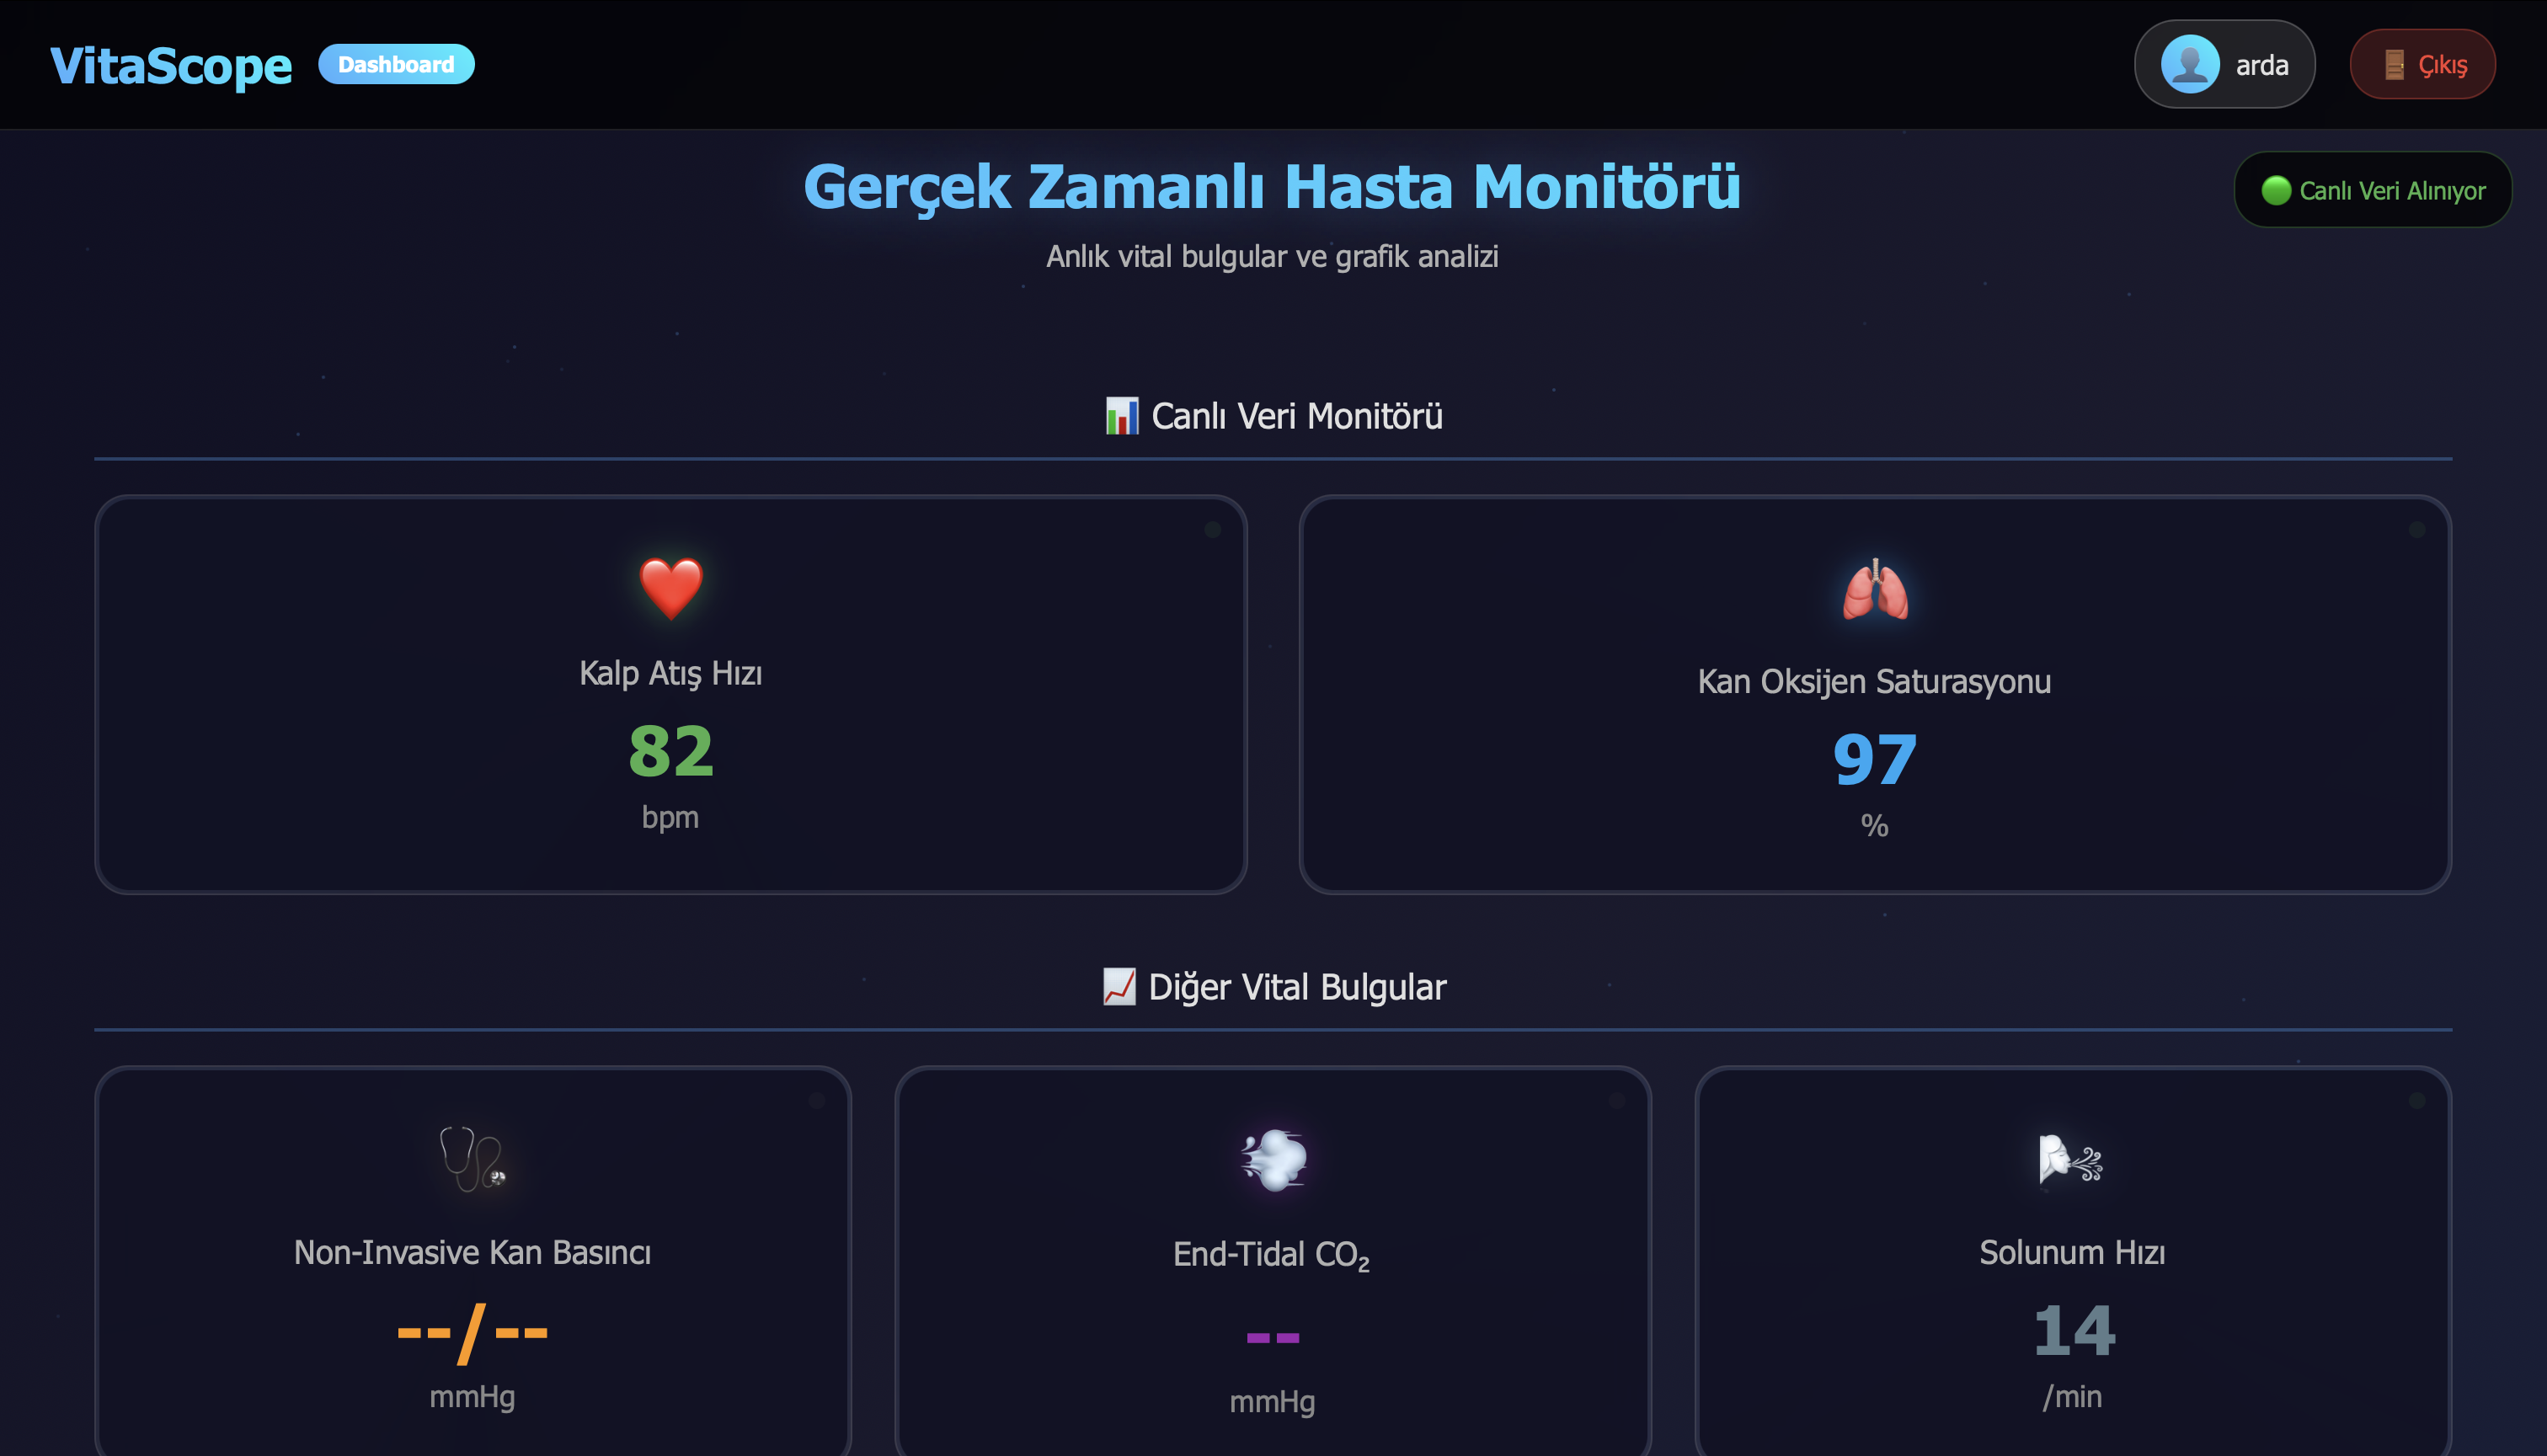 VitaScope Dashboard arda Çıkış
Gerçek Zamanlı Hasta Monitörü
Canlı Veri Alınıyor
Anlık vital bulgular ve grafik analizi
Canlı Veri Monitörü
Kalp Atış Hızı
82
bpm
Kan Oksijen Saturasyonu
97
%
Diğer Vital Bulgular
Non-Invasive Kan Basıncı
--/--
mmHg
End-Tidal CO₂
--
mmHg
Solunum Hızı
14
/min